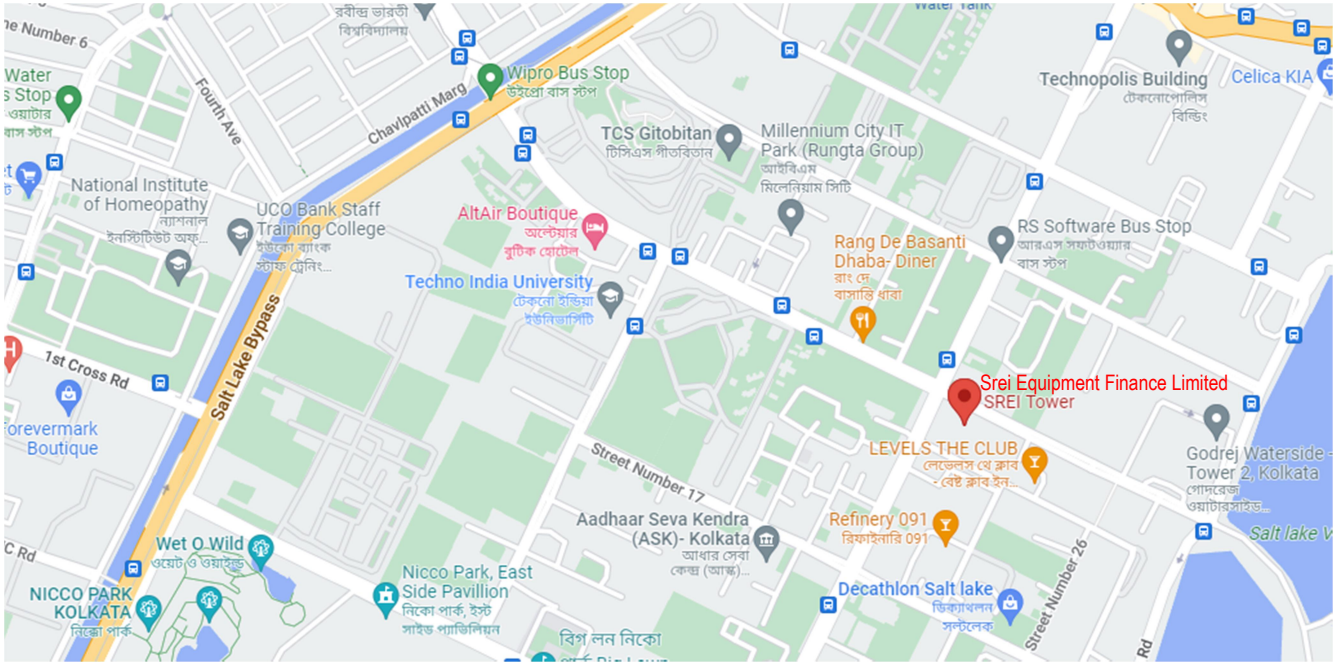 রবীন্দ্র ভারতী
বিশ্ববিদ্যালয়
Water Tank
ne Number 6
Water
s Stop
ওয়াটার
বাস স্টপ
Fourth Ave
Chavlpatti Marg
Wipro Bus Stop
উইপ্রো বাস স্টপ
Technopolis Building
টেকনোপোলিস
বিল্ডিং
Celica KIA
TCS Gitobitan
টিসিএস গীতবিতান
Millennium City IT
Park (Rungta Group)
আইবিএম
মিলেনিয়াম সিটি
et
ট
National Institute
of Homeopathy
ন্যাশনাল
ইনস্টিটিউট অফ...
UCO Bank Staff
Training College
ইউকো ব্যাংক
স্টাফ ট্রেনিং...
AltAir Boutique
অল্টেয়ার
বুটিক হোটেল
Techno India University
টেকনো ইন্ডিয়া
ইউনিভার্সিটি
Rang De Basanti
Dhaba- Diner
রাং দে
বাসান্তি ধাবা
RS Software Bus Stop
আরএস সফটওয়্যার
বাস স্টপ
H
1st Cross Rd
Salt Lake Bypass
Forevermark
Boutique
Srei Equipment Finance Limited
SREI Tower
LEVELS THE CLUB
লেভেলস থে ক্লাব
- বেষ্ট ক্লাব ইন...
Godrej Waterside -
Tower 2, Kolkata
গোদরেজ
ওয়াটারসাইড...
Street Number 17
Aadhaar Seva Kendra
(ASK)- Kolkata
আধার সেবা
কেন্দ্র (আস্ক)...
Refinery 091
রিফাইনারি 091
Salt lake V
C Rd
Wet O Wild
ওয়েট ও ওয়াইল্ড
NICCO PARK
KOLKATA
নিক্কো পার্ক
Nicco Park, East
Side Pavillion
নিকো পার্ক, ইস্ট
সাইড প্যাভিলিয়ন
Decathlon Salt lake
ডিক্যাথলন
সল্টলেক
Street Number 26
Rd
বিগ লন নিকো